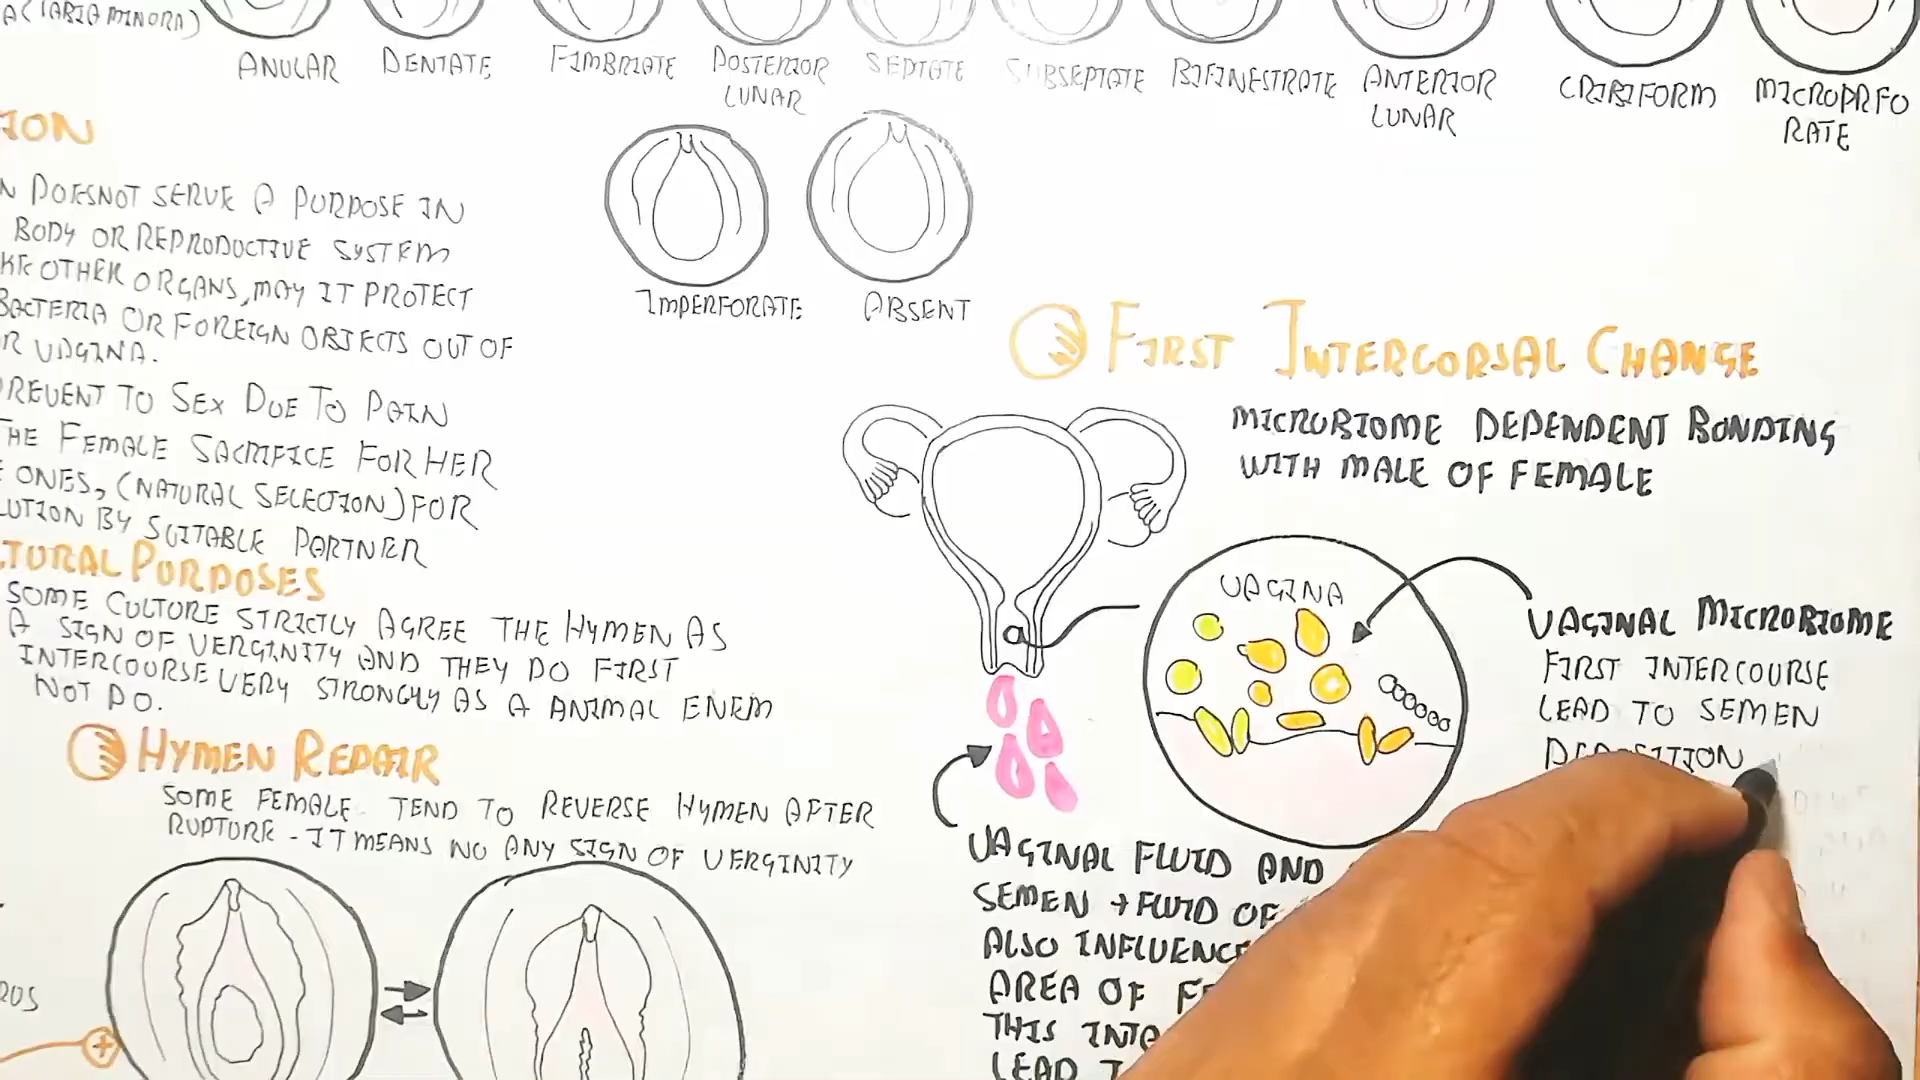 (LABIA MINORA)
ANULAR
DENTATE
FIMBRIATE
POSTERIOR
LUNAR
SEPTATE
SUBSEPTATE
BIFINESTRATE
ANTERIOR
LUNAR
CRIBIFORM
MICROPRFO
RATE
IMPERFORATE
ABSENT
ION
N DOESNOT SERVE A PURPOSE IN
BODY OR REPRODUCTIVE SYSTEM
KE OTHER ORGANS, MAY IT PROTECT
BACTERIA OR FOREIGN OBJECTS OUT OF
R VAGINA.
REVENT TO SEX DUE TO PAIN
THE FEMALE SACRIFICE FOR HER
E ONES, (NATURAL SELECTION) FOR
LUTION BY SUITABLE PARTNER
TURAL PURPOSES
SOME CULTURE STRICTLY AGREE THE HYMEN AS
A SIGN OF VERGINITY AND THEY DO FIRST
INTERCOURSE VERY STRONGLY AS A ANIMAL ENEM
NOT DO.
HYMEN REPAIR
SOME FEMALE TEND TO REVERSE HYMEN AFTER
RUPTURE - IT MEANS NO ANY SIGN OF VERGINITY
FIRST INTERCORSAL CHANGE
MICROBIOME DEPENDENT BONDING
WITH MALE OF FEMALE
VAGINA
VAGINAL MICROBIOME
FIRST INTERCOURSE
LEAD TO SEMEN
VAGINAL FLUID AND
SEMEN + FLUID OF
ALSO INFLUENCE
AREA OF
THIS
LEAD